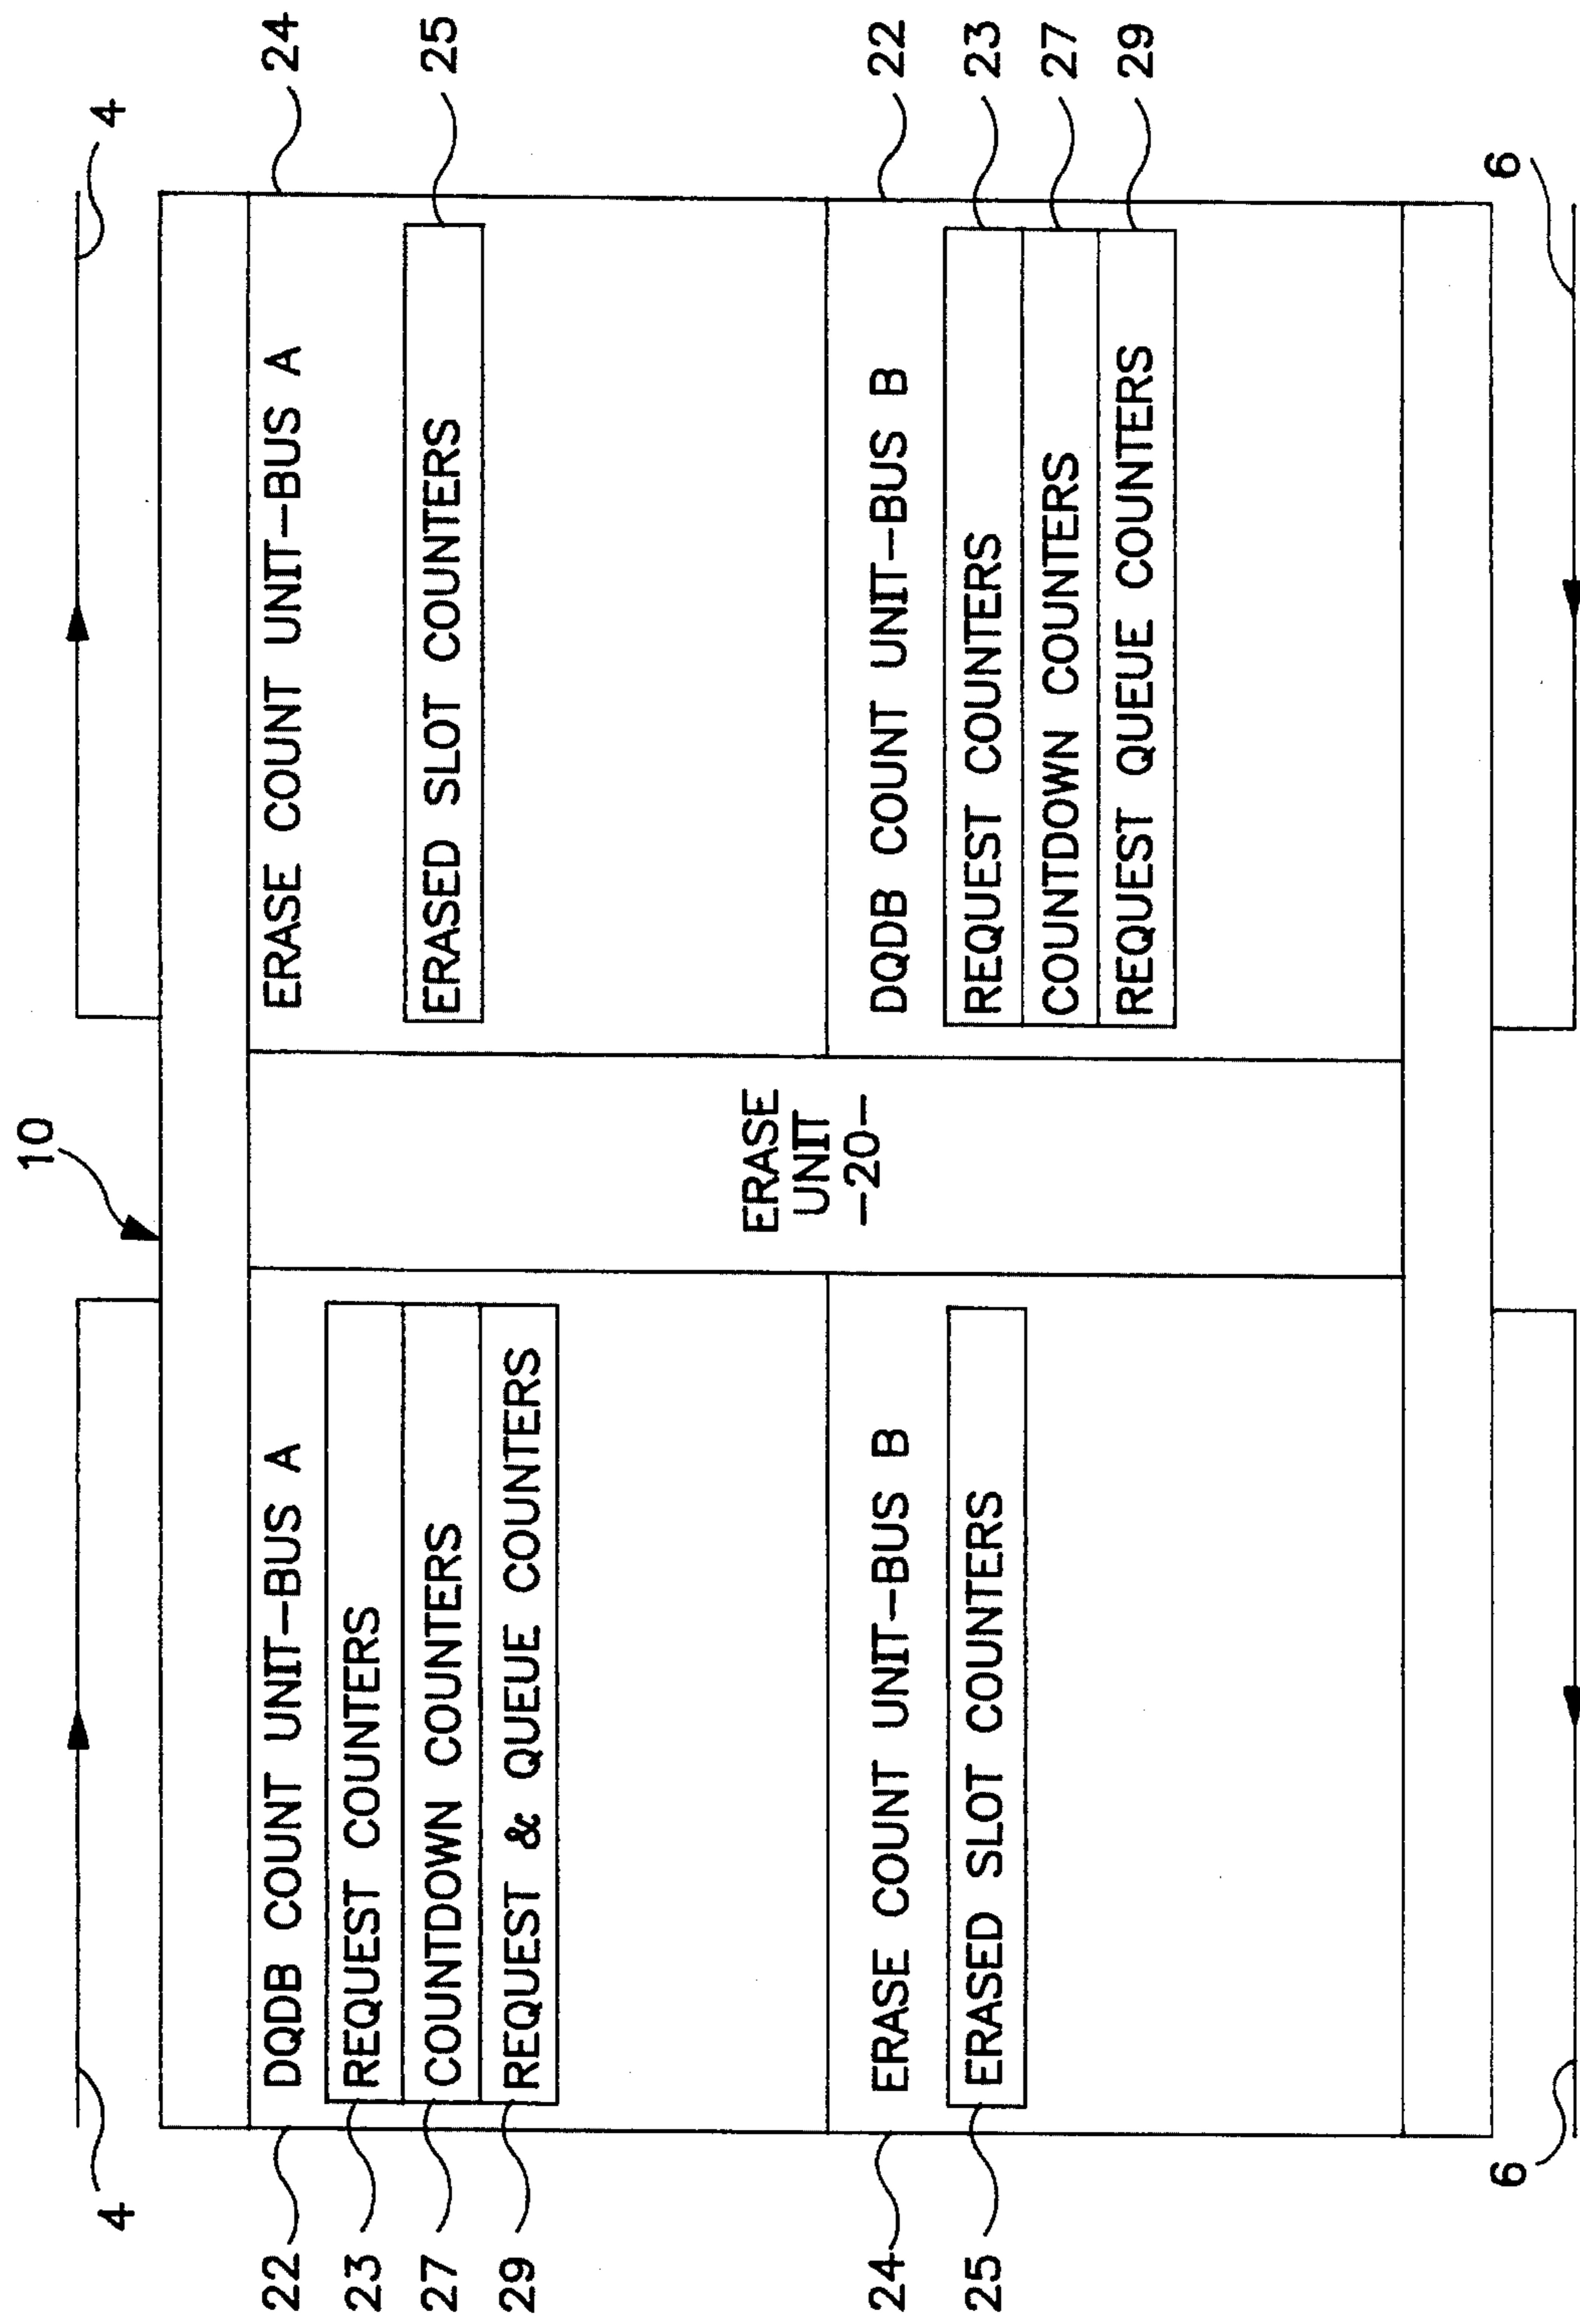 10
4
4
22
DQDB COUNT UNIT-BUS A
23
REQUEST COUNTERS
27
COUNTDOWN COUNTERS
29
REQUEST & QUEUE COUNTERS
24
ERASE COUNT UNIT-BUS B
25
ERASED SLOT COUNTERS
6
ERASE
UNIT
-20-
ERASE COUNT UNIT-BUS A
24
ERASED SLOT COUNTERS
25
DQDB COUNT UNIT-BUS B
22
REQUEST COUNTERS
23
COUNTDOWN COUNTERS
27
REQUEST QUEUE COUNTERS
29
6